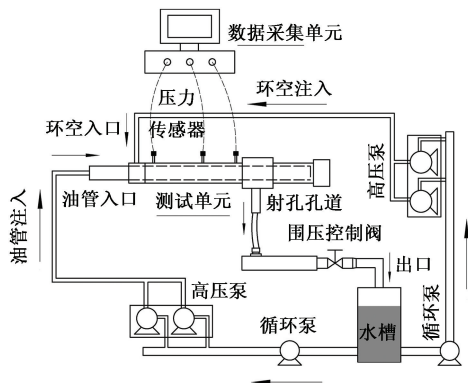 数据采集单元
环空注入
压力
传感器
环空入口
油管入口
测试单元
射孔孔道
高压泵
油管注入
围压控制阀
出口
高压泵
循环泵
水槽
循环泵